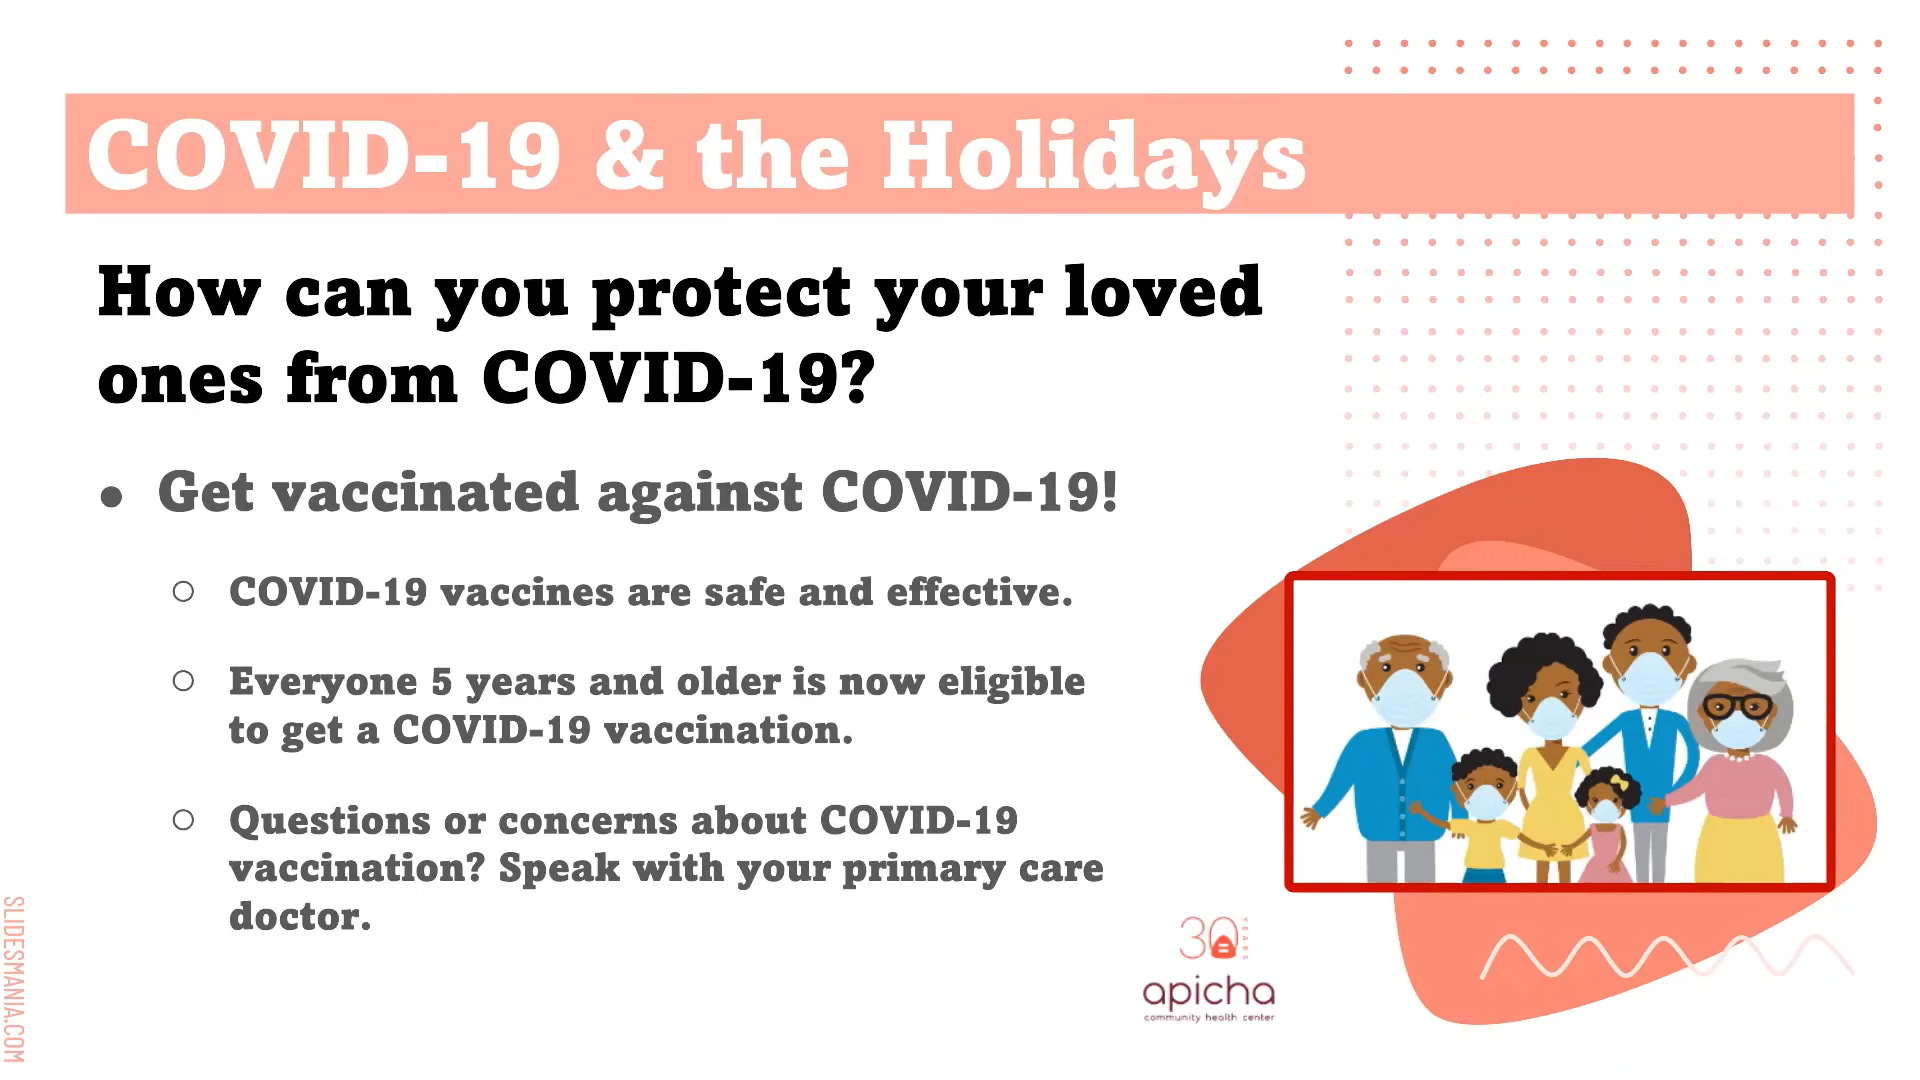 COVID-19 & the Holidays
How can you protect your loved
ones from COVID-19?
● Get vaccinated against COVID-19!
○ COVID-19 vaccines are safe and effective.
○ Everyone 5 years and older is now eligible
to get a COVID-19 vaccination.
○ Questions or concerns about COVID-19
vaccination? Speak with your primary care
doctor.
30 YEARS
apicha
community health center
SLIDESMANIA.COM